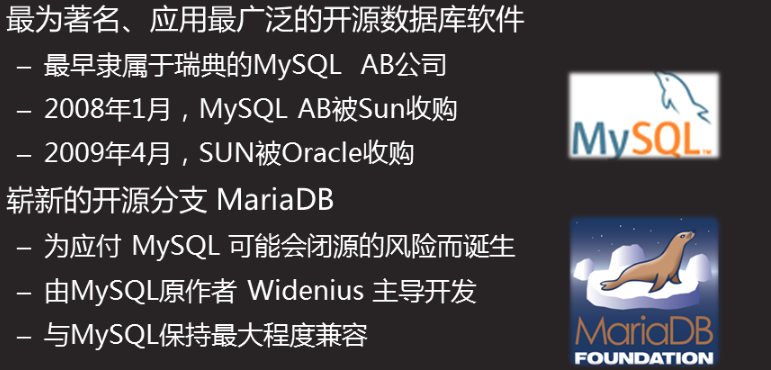 最为著名、应用最广泛的开源数据库软件
– 最早隶属于瑞典的MySQL AB公司
– 2008年1月，MySQL AB被Sun收购
– 2009年4月，SUN被Oracle收购
MySQL™
崭新的开源分支 MariaDB
– 为应付 MySQL 可能会闭源的风险而诞生
– 由MySQL原作者 Widenius 主导开发
– 与MySQL保持最大程度兼容
MariaDB
FOUNDATION